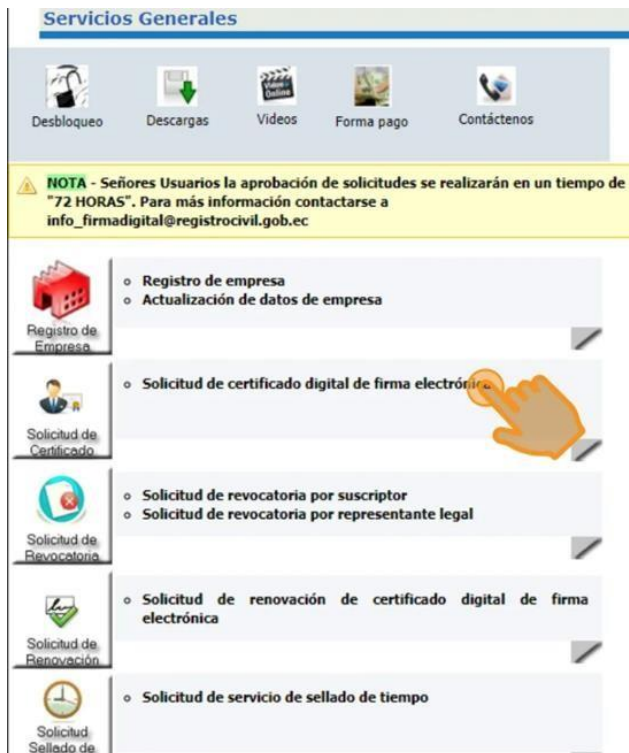 Servicios Generales
Desbloqueo
Descargas
Videos
Forma pago
Contáctenos
NOTA - Señores Usuarios la aprobación de solicitudes se realizarán en un tiempo de
"72 HORAS". Para más información contactarse a
info_firmadigital@registrocivil.gob.ec
Registro de
Empresa
Registro de empresa
Actualización de datos de empresa
Solicitud de
Certificado
Solicitud de certificado digital de firma electrónica
Solicitud de
Revocatoria
Solicitud de revocatoria por suscriptor
Solicitud de revocatoria por representante legal
Solicitud de
Renovación
Solicitud de renovación de certificado digital de firma
electrónica
Solicitud
Sellado de
Solicitud de servicio de sellado de tiempo